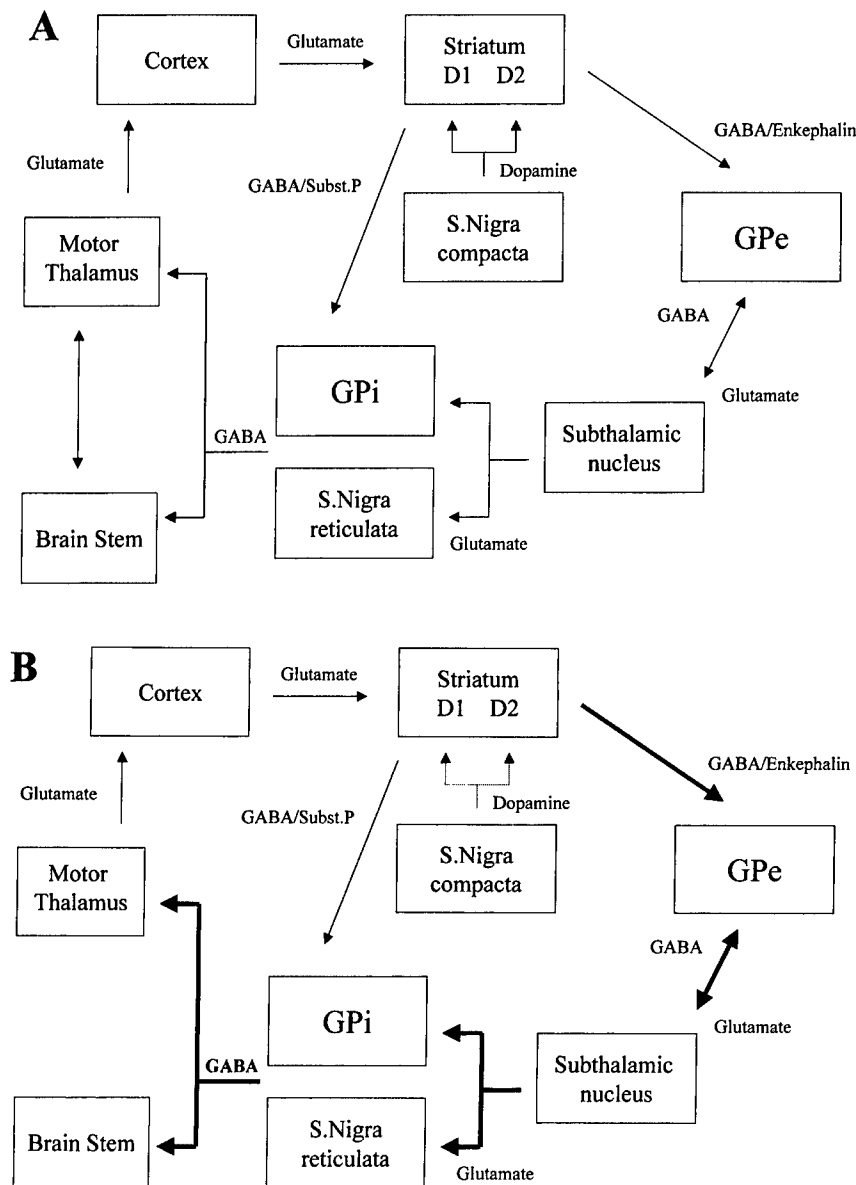 A
Cortex
Glutamate
Striatum
D1 D2
GABA/Enkephalin
Glutamate
GABA/Subst.P
Dopamine
S.Nigra
compacta
GPe
Motor
Thalamus
GABA
Glutamate
GPi
GABA
Subthalamic
nucleus
S.Nigra
reticulata
Glutamate
Brain Stem
B
Cortex
Glutamate
Striatum
D1 D2
GABA/Enkephalin
Glutamate
GABA/Subst.P
Dopamine
S.Nigra
compacta
GPe
Motor
Thalamus
GABA
Glutamate
GPi
GABA
Subthalamic
nucleus
S.Nigra
reticulata
Glutamate
Brain Stem